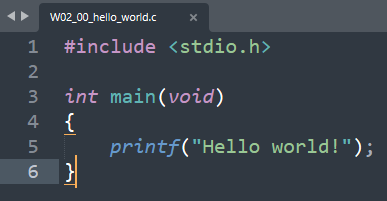 W02_00_hello_world.c ×
1 #include <stdio.h>
2
3 int main(void)
4 {
5     printf("Hello world!");
6 }